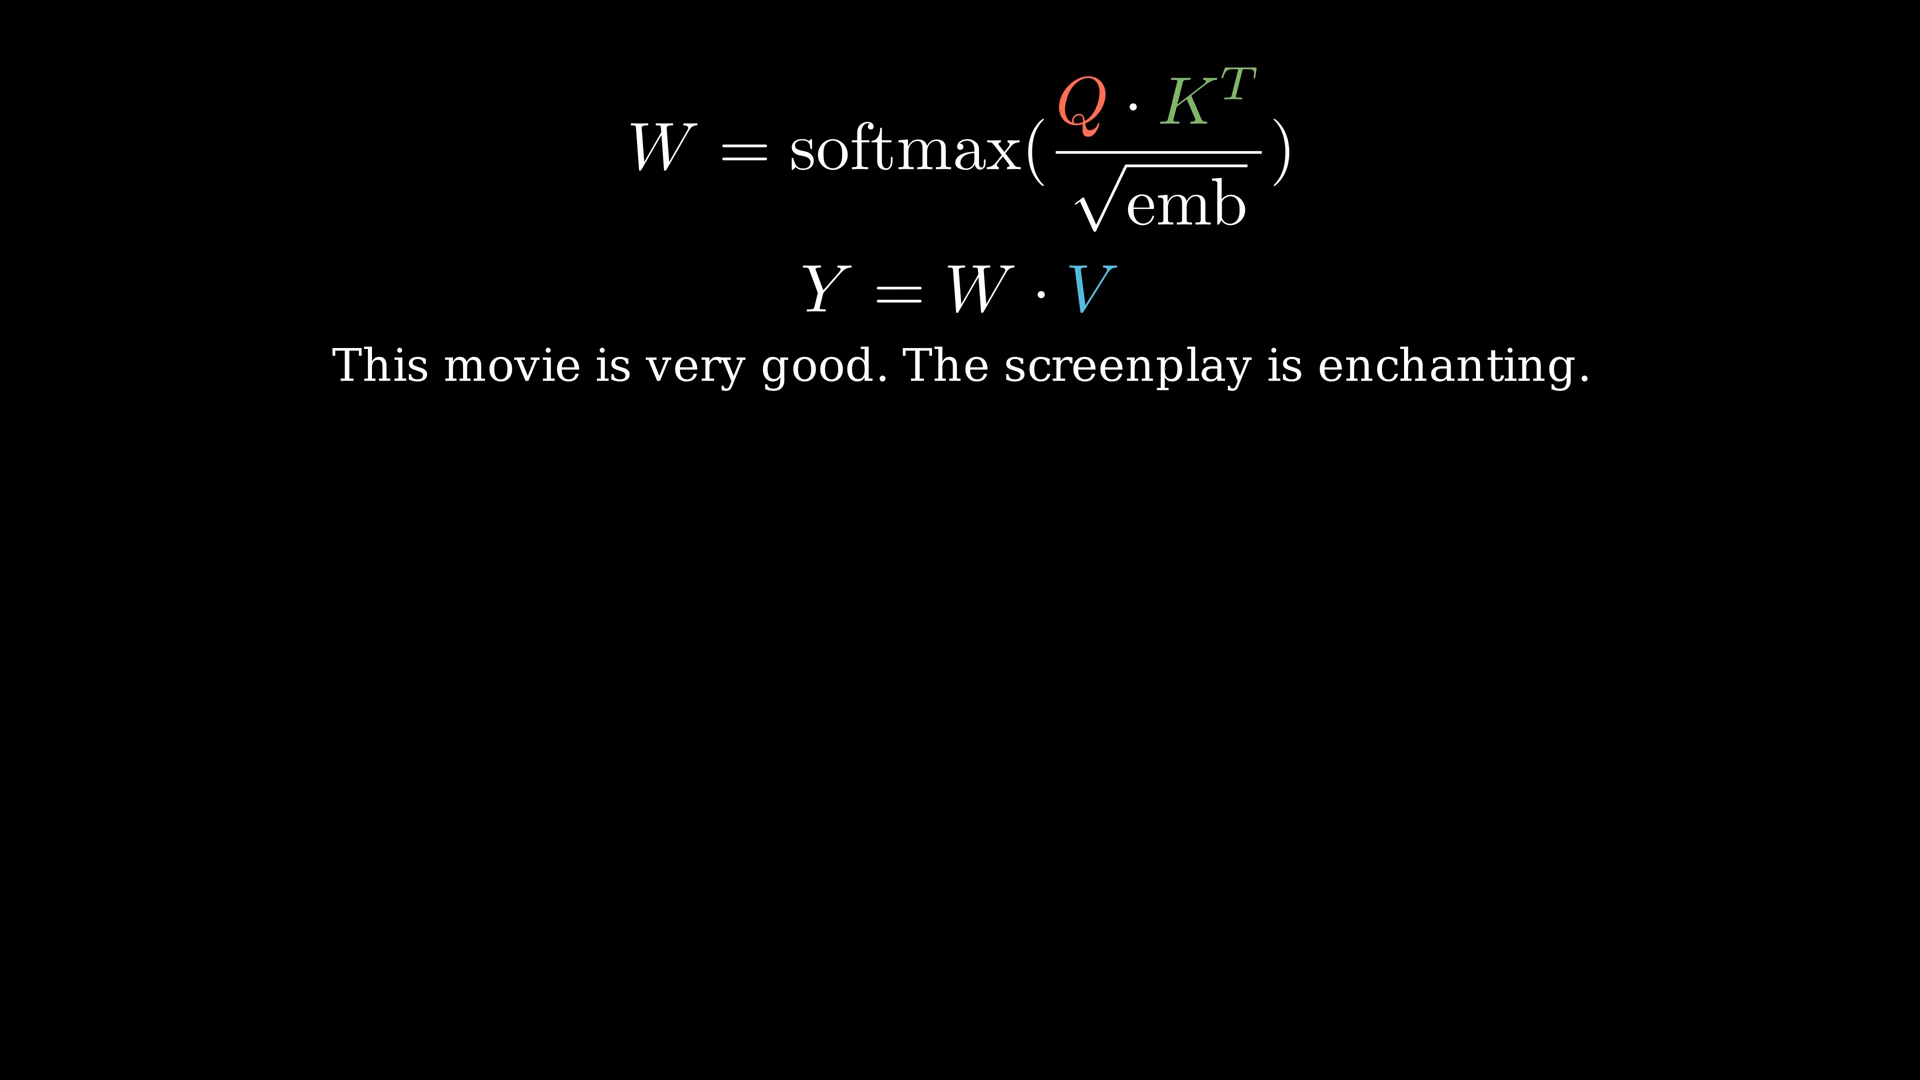 W = softmax(Q · K^T / √emb)
Y = W · V
This movie is very good. The screenplay is enchanting.